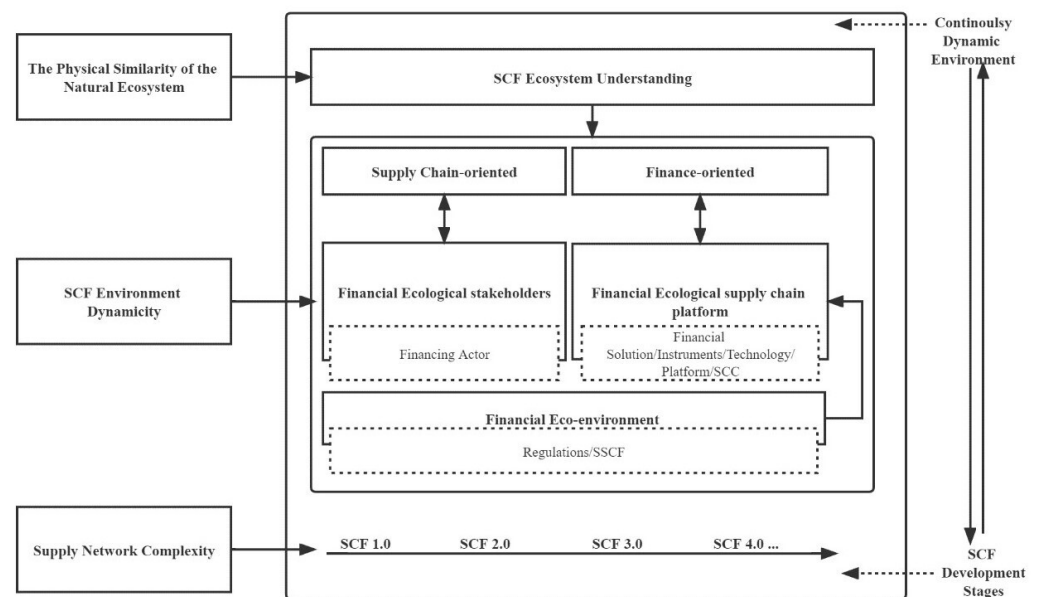 Continoulsy
Dynamic
Environment
The Physical Similarity of the
Natural Ecosystem
SCF Ecosystem Understanding
Supply Chain-oriented
Finance-oriented
SCF Environment
Dynamicity
Financial Ecological stakeholders
Financing Actor
Financial Ecological supply chain
platform
Financial
Solution/Instruments/Technology/
Platform/SCC
Financial Eco-environment
Regulations/SSCF
Supply Network Complexity
SCF 1.0
SCF 2.0
SCF 3.0
SCF 4.0 ...
SCF
Development
Stages